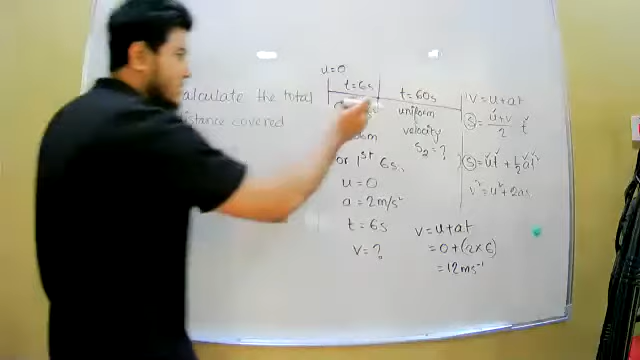 u=0
t=6s
t=60s
alculate the total
istance covered
uniform
velocity
S₂=?
or 1st 6s,
u=0
a=2m/s²
t=6s
v=?
v=u+at
=0+(2×6)
=12ms⁻¹
v=u+at
S=u+v/2 t
S=ut+1/2at²
v²=u²+2as